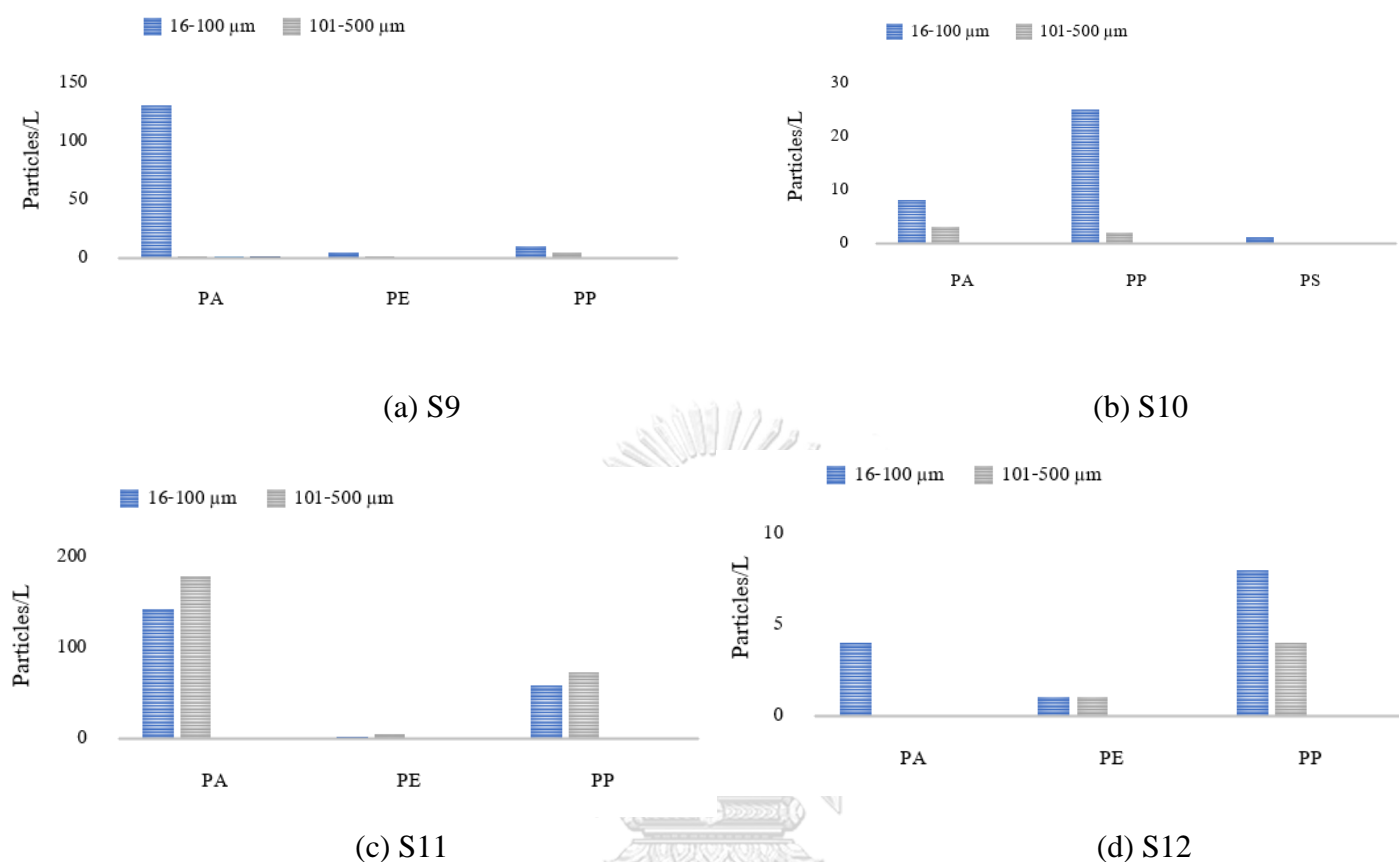 16-100 µm 101-500 µm
Particles/L
150
100
50
0
PA PE PP
(a) S9
16-100 µm 101-500 µm
Particles/L
30
20
10
0
PA PP PS
(b) S10
16-100 µm 101-500 µm
Particles/L
200
100
0
PA PE PP
(c) S11
16-100 µm 101-500 µm
Particles/L
10
5
0
PA PE PP
(d) S12